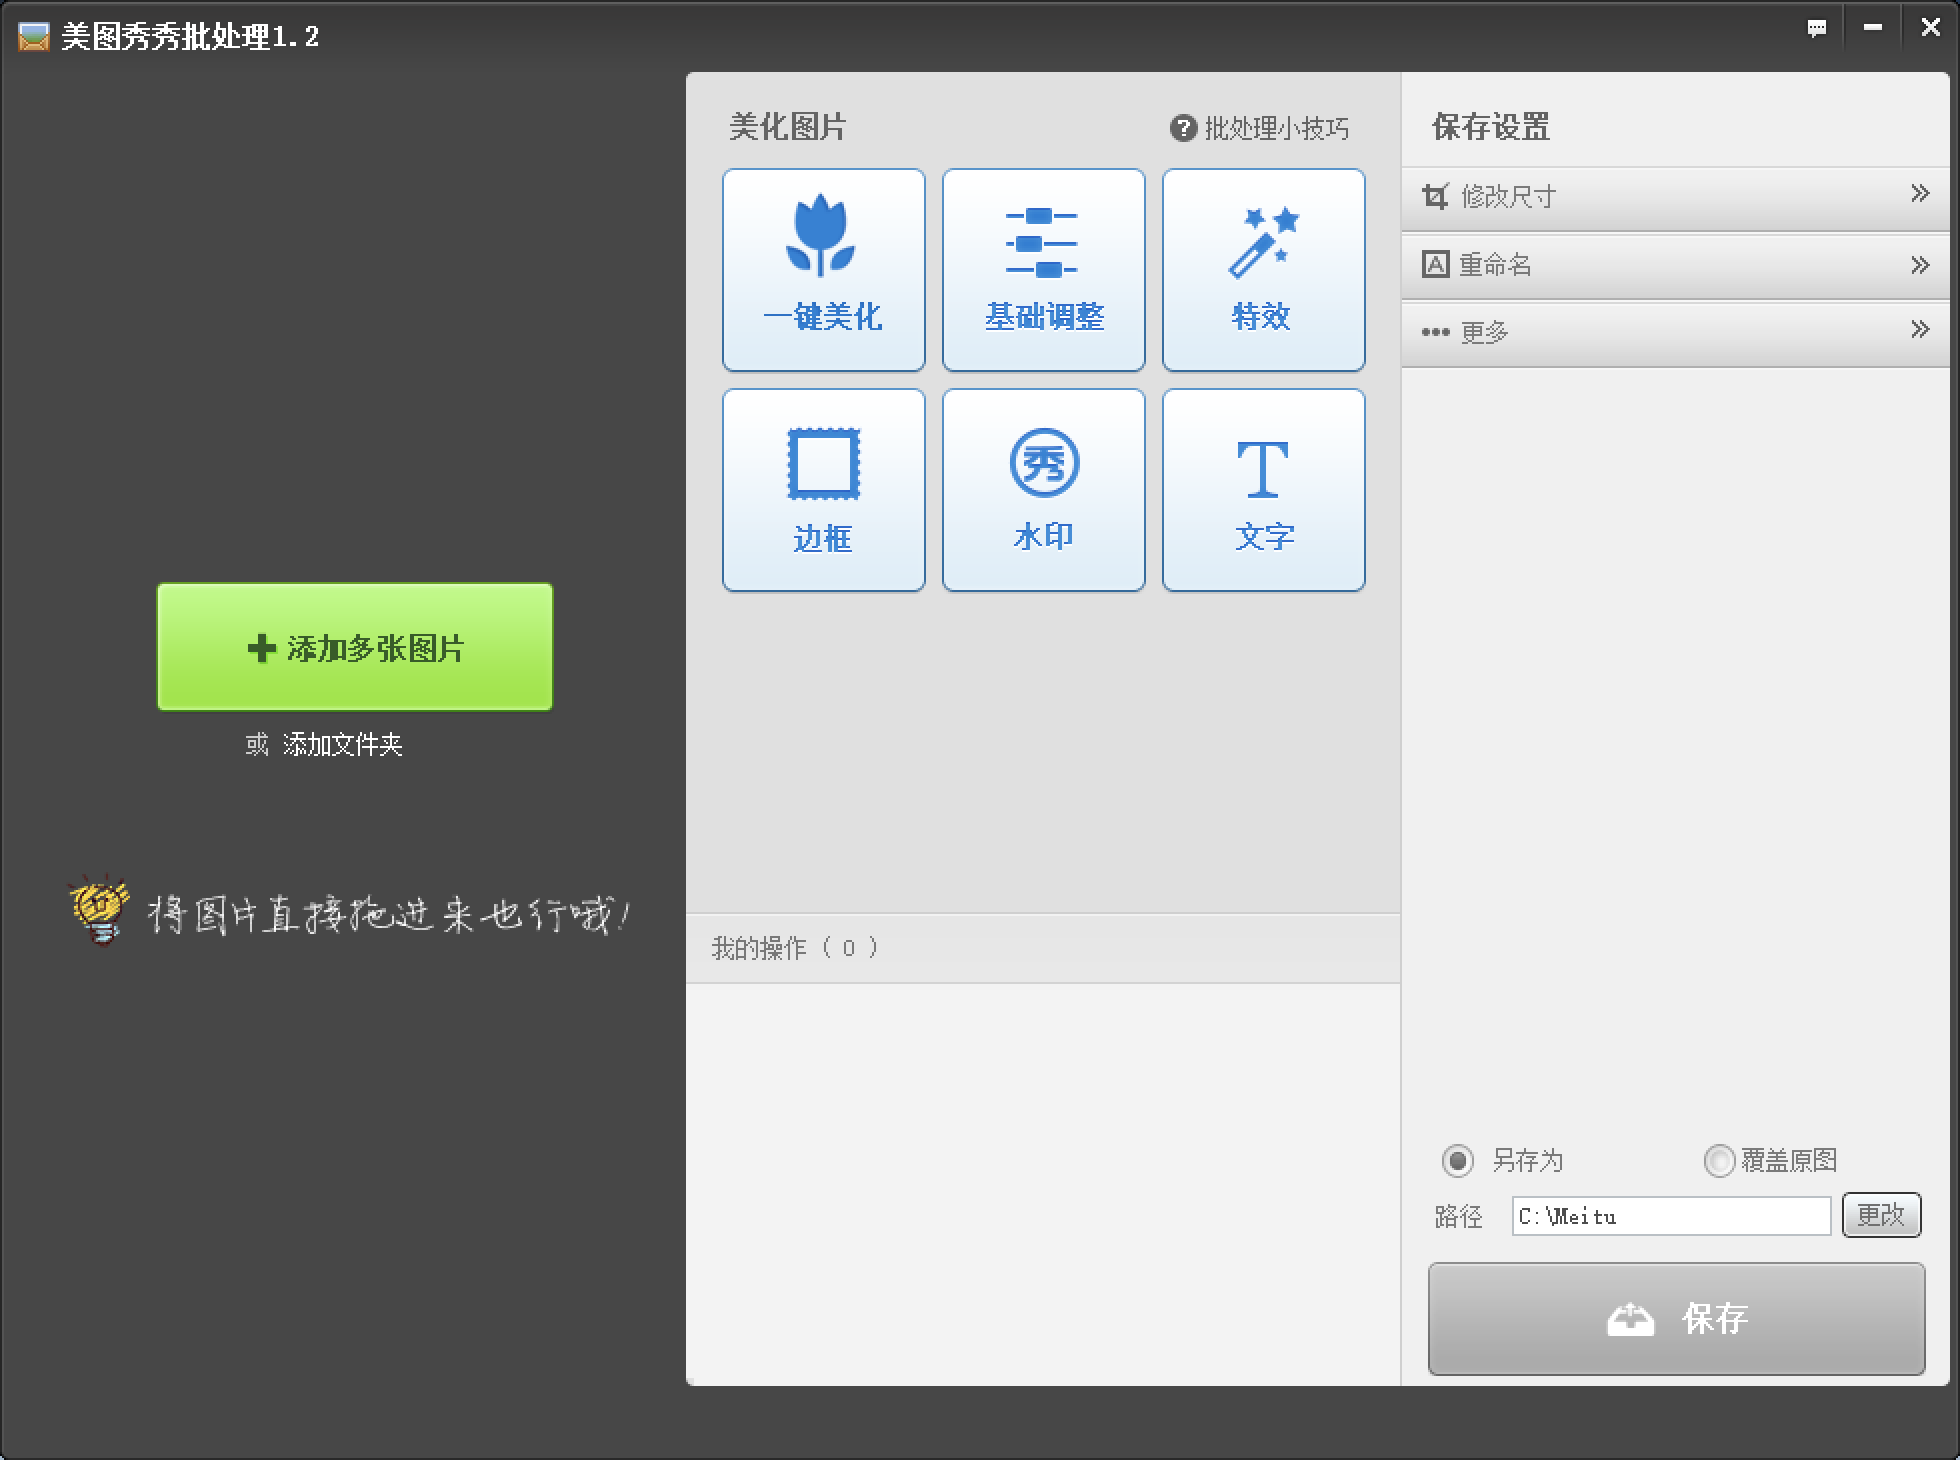 美图秀秀批处理1.2
添加多张图片
或 添加文件夹
将图片直接拖进来也行哦!
美化图片
批处理小技巧
一键美化
基础调整
特效
边框
秀
水印
T
文字
我的操作（ 0 ）
保存设置
修改尺寸
A 重命名
更多
另存为
覆盖原图
路径 C:\Meitu 更改
保存